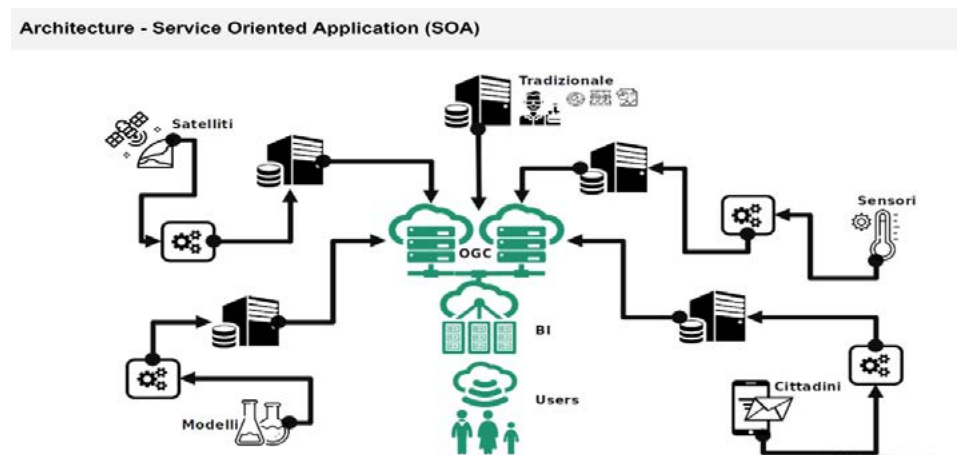 Architecture - Service Oriented Application (SOA)
Tradizionale
Satelliti
Sensori
OGC
BI
Cittadini
Users
Modelli